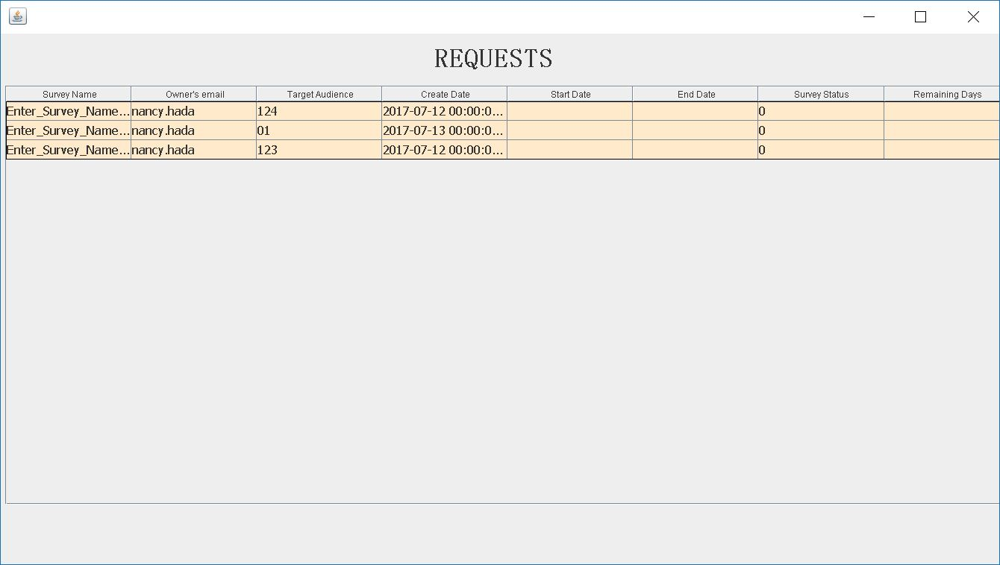 REQUESTS
Survey Name Owner's email Target Audience Create Date Start Date End Date Survey Status Remaining Days
Enter_Survey_Name... nancy.hada 124 2017-07-12 00:00:0... 0
Enter_Survey_Name... nancy.hada 01 2017-07-13 00:00:0... 0
Enter_Survey_Name... nancy.hada 123 2017-07-12 00:00:0... 0